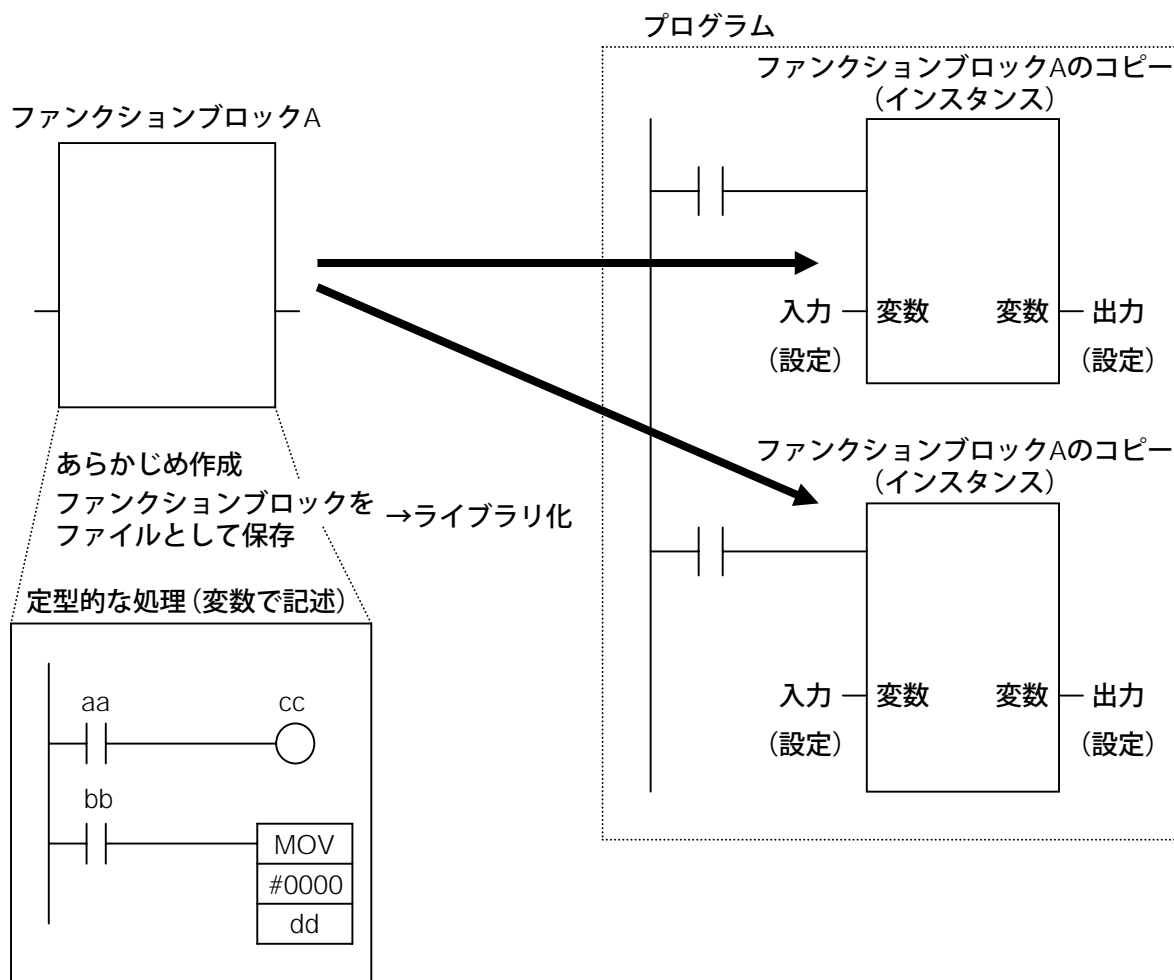 ファンクションブロックA
あらかじめ作成
ファンクションブロックを
ファイルとして保存
→ライブラリ化
定型的な処理(変数で記述)
aa
cc
bb
MOV
#0000
dd
プログラム
ファンクションブロックAのコピー
(インスタンス)
入力 変数 変数 出力
(設定) (設定)
ファンクションブロックAのコピー
(インスタンス)
入力 変数 変数 出力
(設定) (設定)